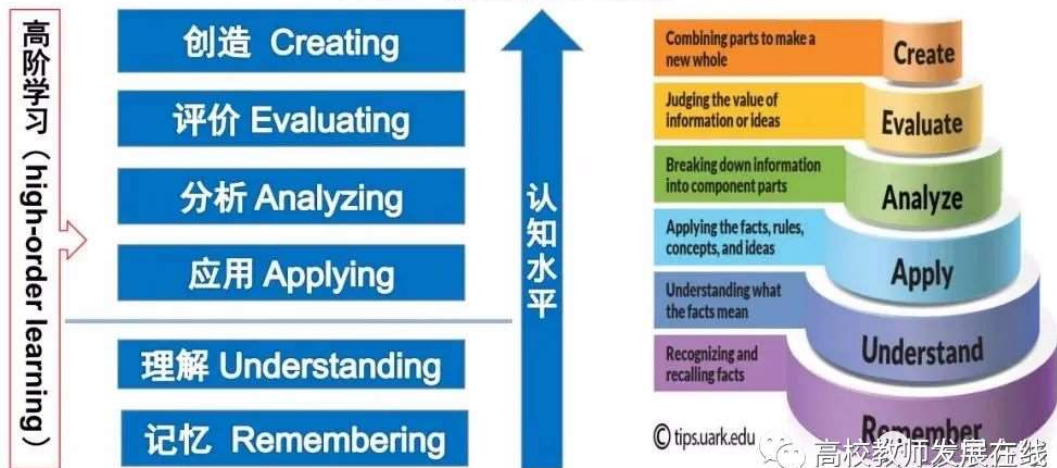 高阶学习（high-order learning）
创造 Creating
评价 Evaluating
分析 Analyzing
应用 Applying
理解 Understanding
记忆 Remembering
认知水平
Combining parts to make a
new whole
Create
Judging the value of
information or ideas
Evaluate
Breaking down information
into component parts
Analyze
Applying the facts, rules,
concepts, and ideas
Apply
Understanding what
the facts mean
Understand
Recognizing and
recalling facts
Remember
© tips.uark.edu
高校教师发展在线